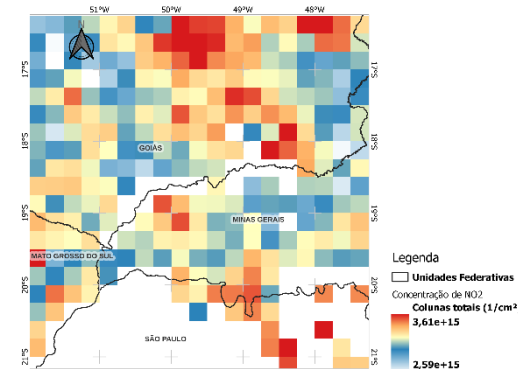 51°W 50°W 49°W 48°W
17°S 17°S
18°S 18°S
GOIÁS
19°S 19°S
MINAS GERAIS
MATO GROSSO DO SUL
20°S 20°S
SÃO PAULO
21°S 21°S
Legenda
Unidades Federativas
Concentração de NO2
Colunas totais (1/cm²
3,61e+15
2,59e+15